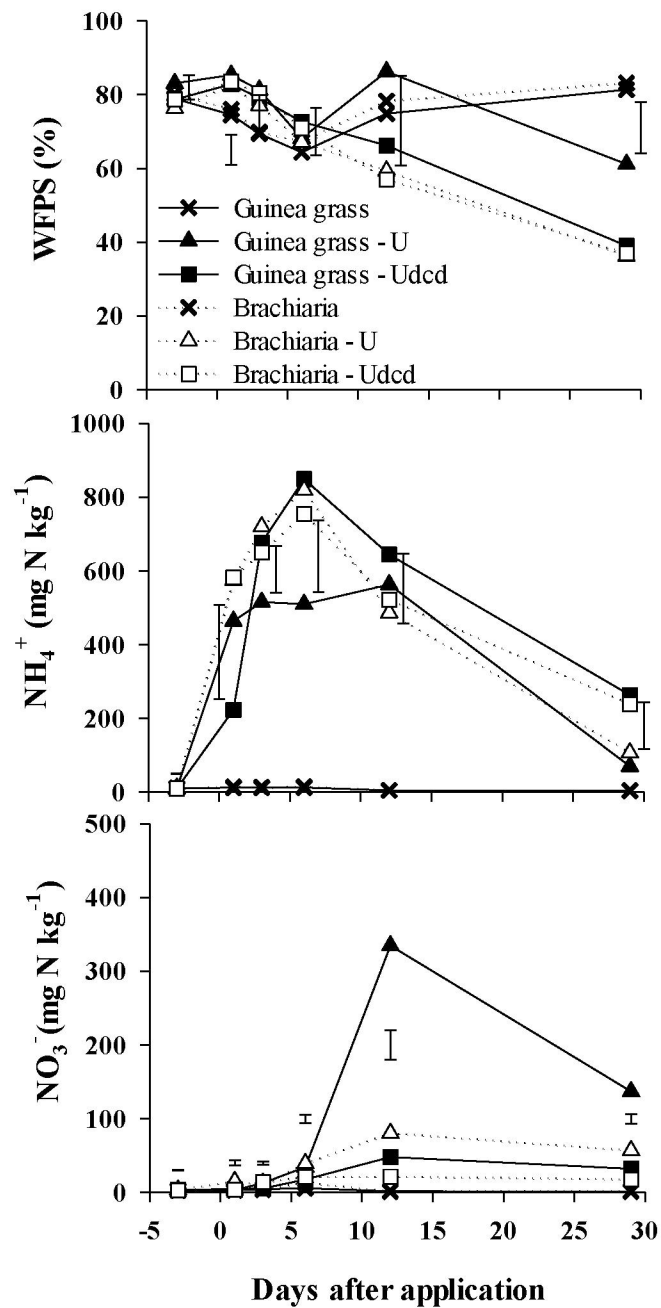 100
80
60
40
20
0
WFPS (%)
Guinea grass
Guinea grass - U
Guinea grass - Udcd
Brachiaria
Brachiaria - U
Brachiaria - Udcd
1000
800
600
400
200
0
NH₄⁺ (mg N kg⁻¹)
500
400
300
200
100
0
NO₃⁻(mg N kg⁻¹)
-5 0 5 10 15 20 25 30
Days after application